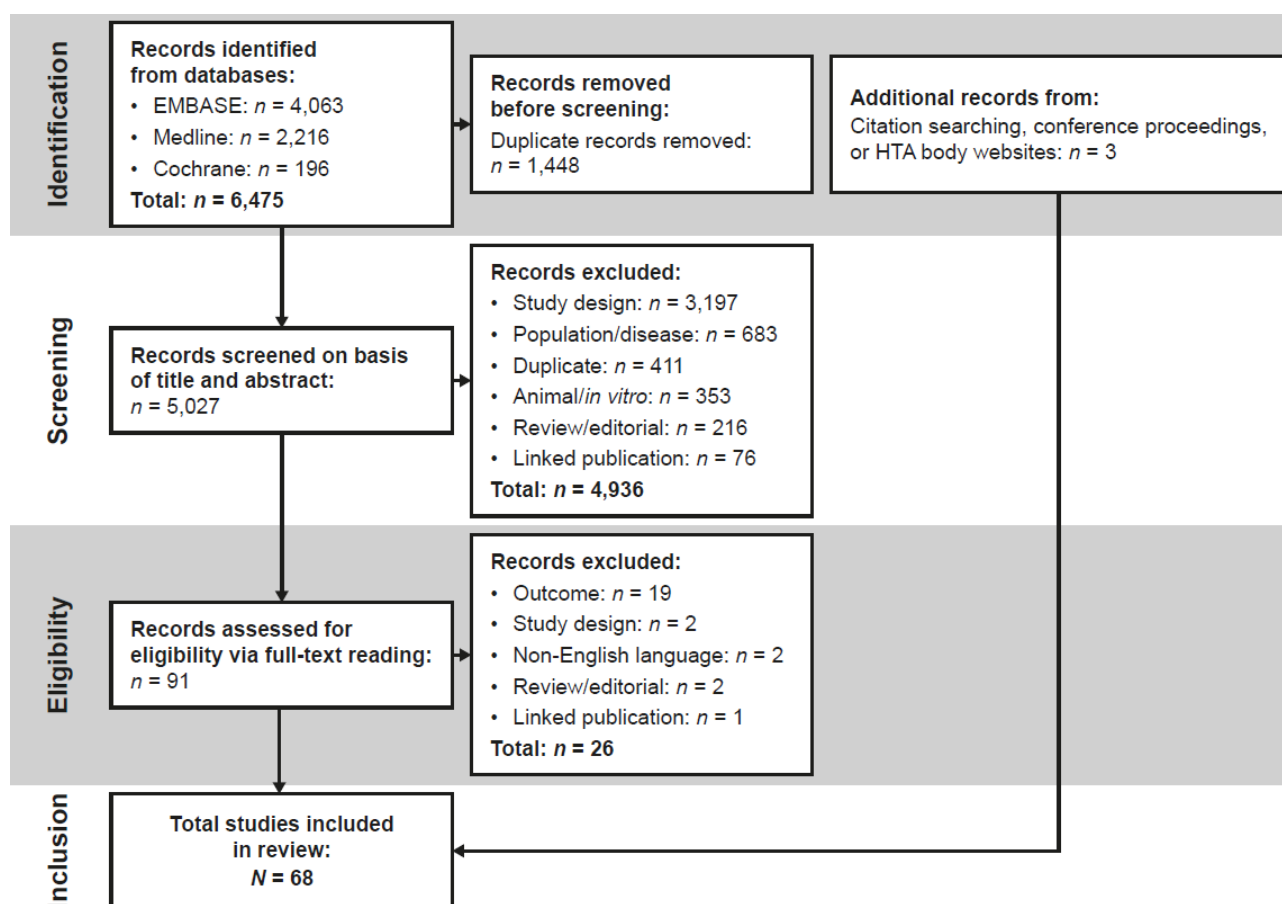 Identification
Records identified
from databases:
• EMBASE: n = 4,063
• Medline: n = 2,216
• Cochrane: n = 196
Total: n = 6,475
Records removed
before screening:
Duplicate records removed:
n = 1,448
Additional records from:
Citation searching, conference proceedings,
or HTA body websites: n = 3
Screening
Records screened on basis
of title and abstract:
n = 5,027
Records excluded:
• Study design: n = 3,197
• Population/disease: n = 683
• Duplicate: n = 411
• Animal/in vitro: n = 353
• Review/editorial: n = 216
• Linked publication: n = 76
Total: n = 4,936
Eligibility
Records assessed for
eligibility via full-text reading:
n = 91
Records excluded:
• Outcome: n = 19
• Study design: n = 2
• Non-English language: n = 2
• Review/editorial: n = 2
• Linked publication: n = 1
Total: n = 26
Inclusion
Total studies included
in review:
N = 68